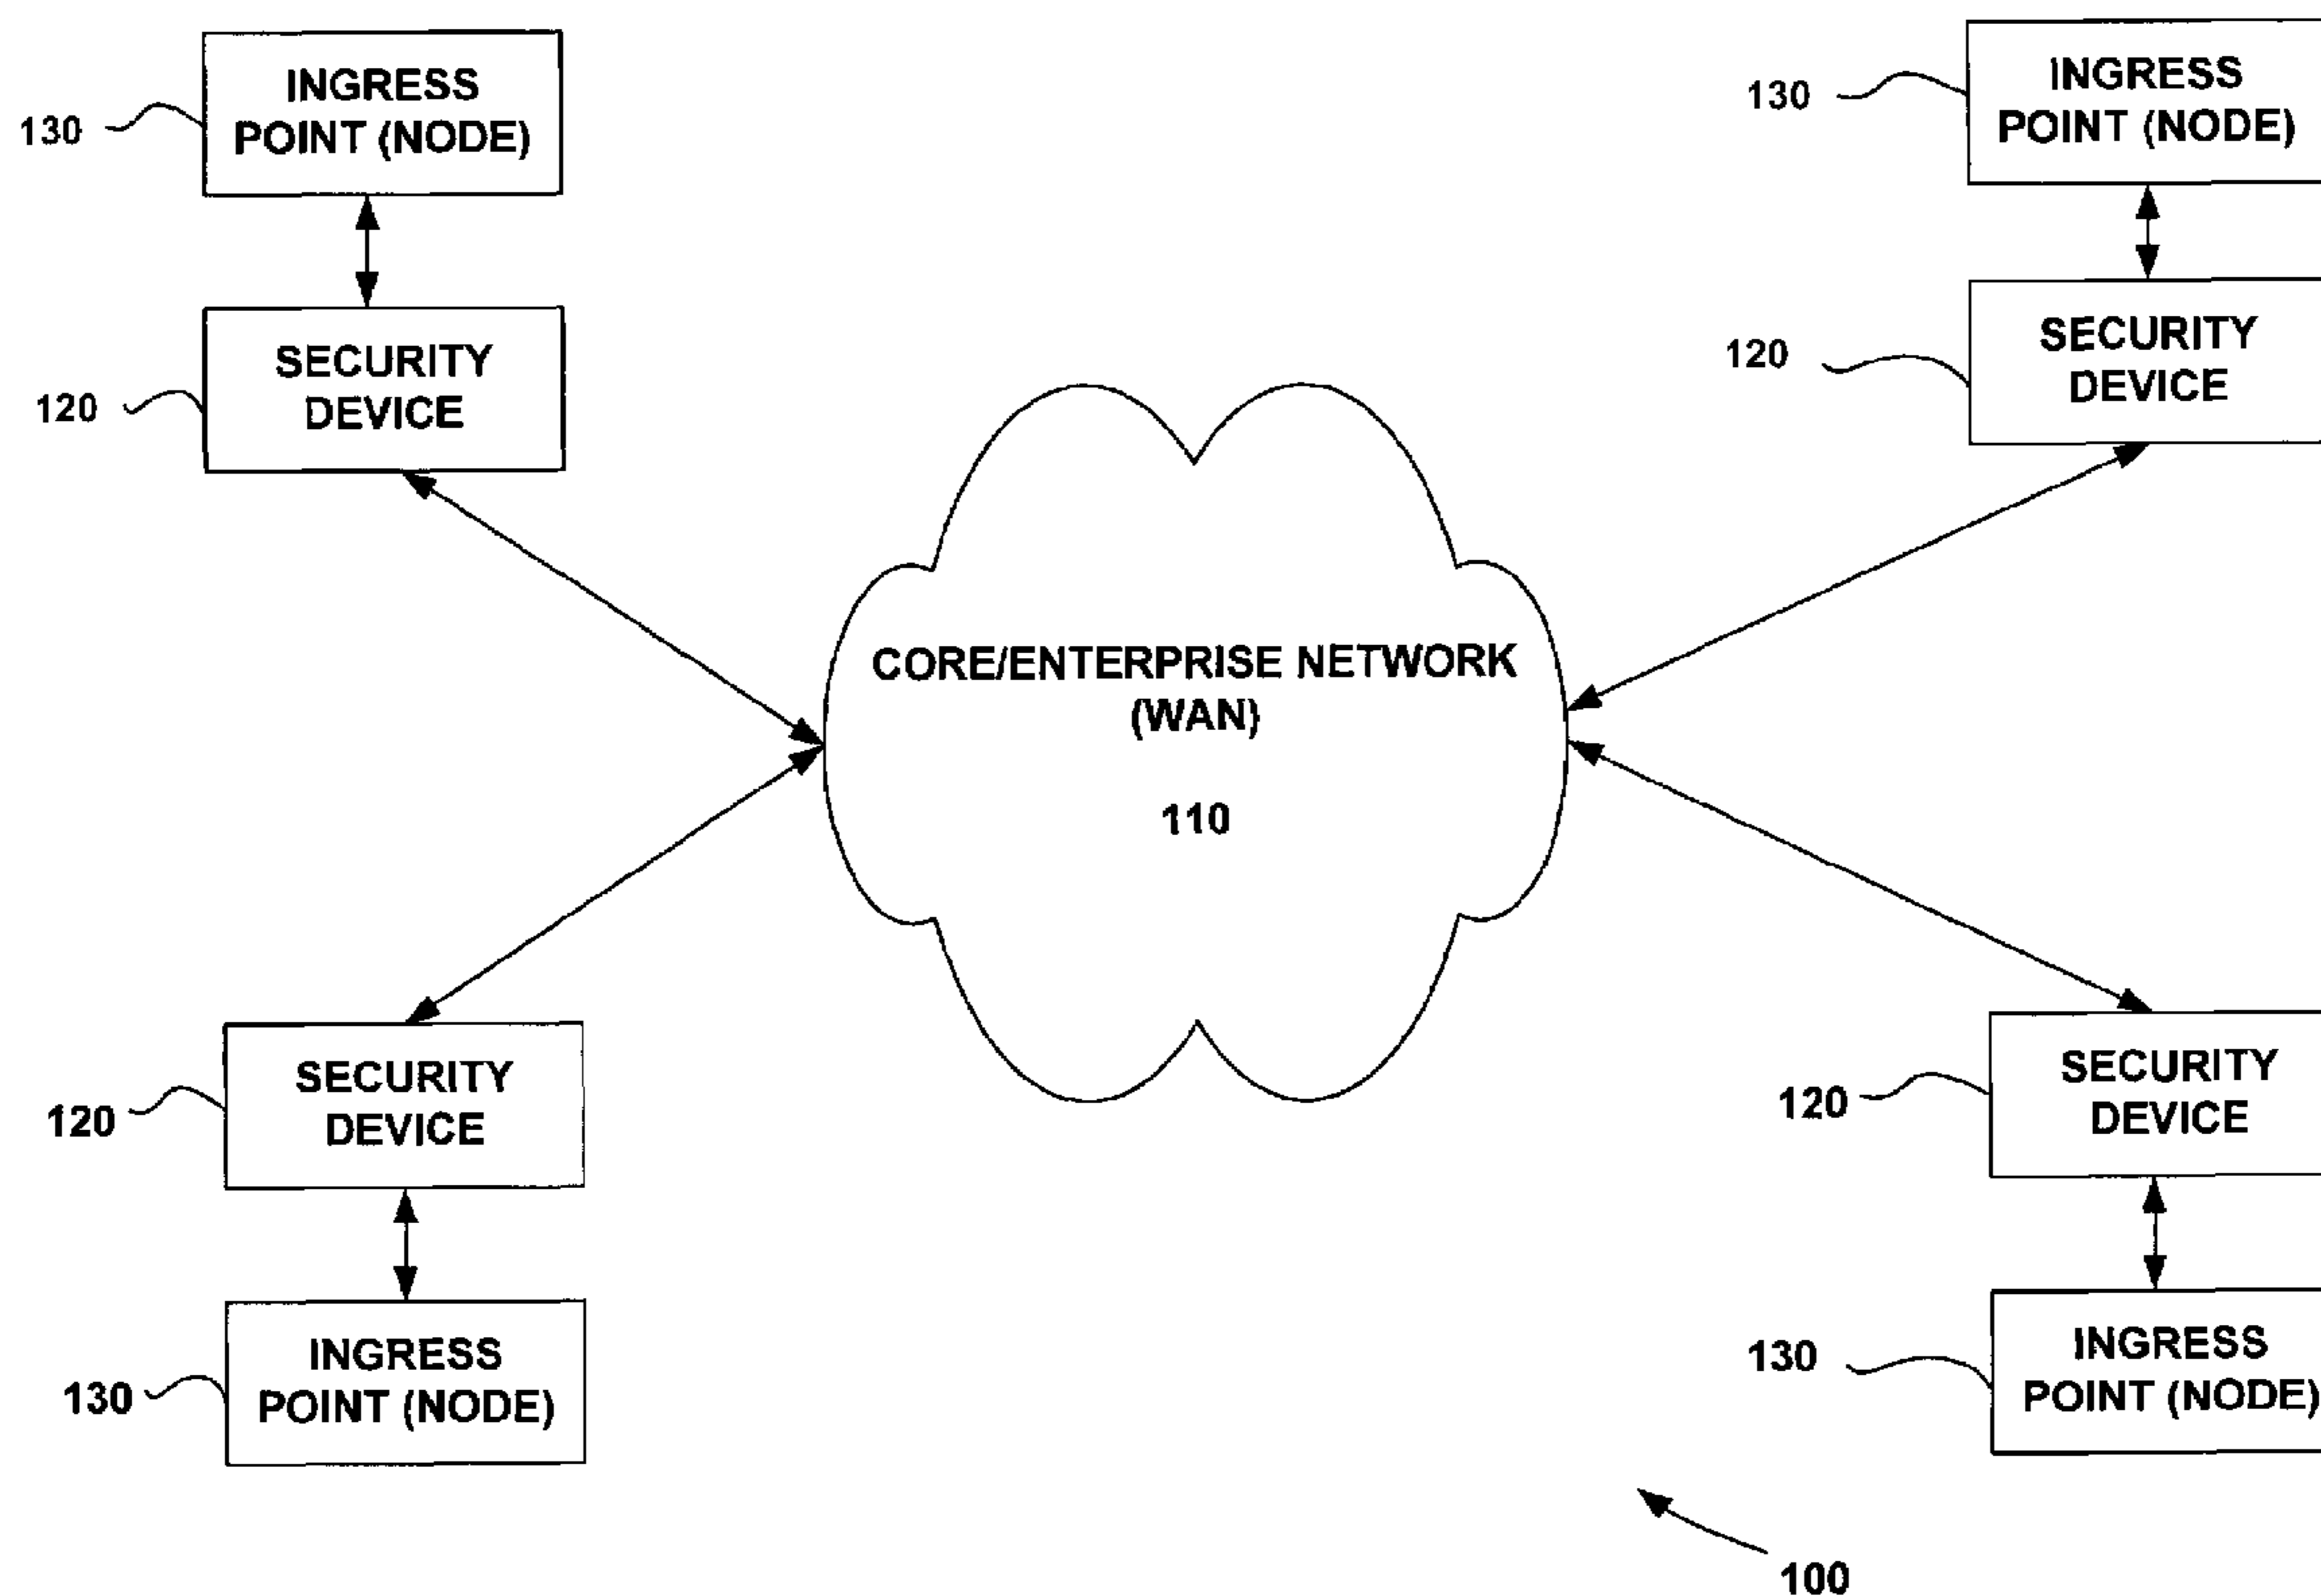 130
INGRESS
POINT (NODE)
130
INGRESS
POINT (NODE)
120
SECURITY
DEVICE
120
SECURITY
DEVICE
CORE/ENTERPRISE NETWORK
(WAN)
110
120
SECURITY
DEVICE
120
SECURITY
DEVICE
130
INGRESS
POINT (NODE)
130
INGRESS
POINT (NODE)
100